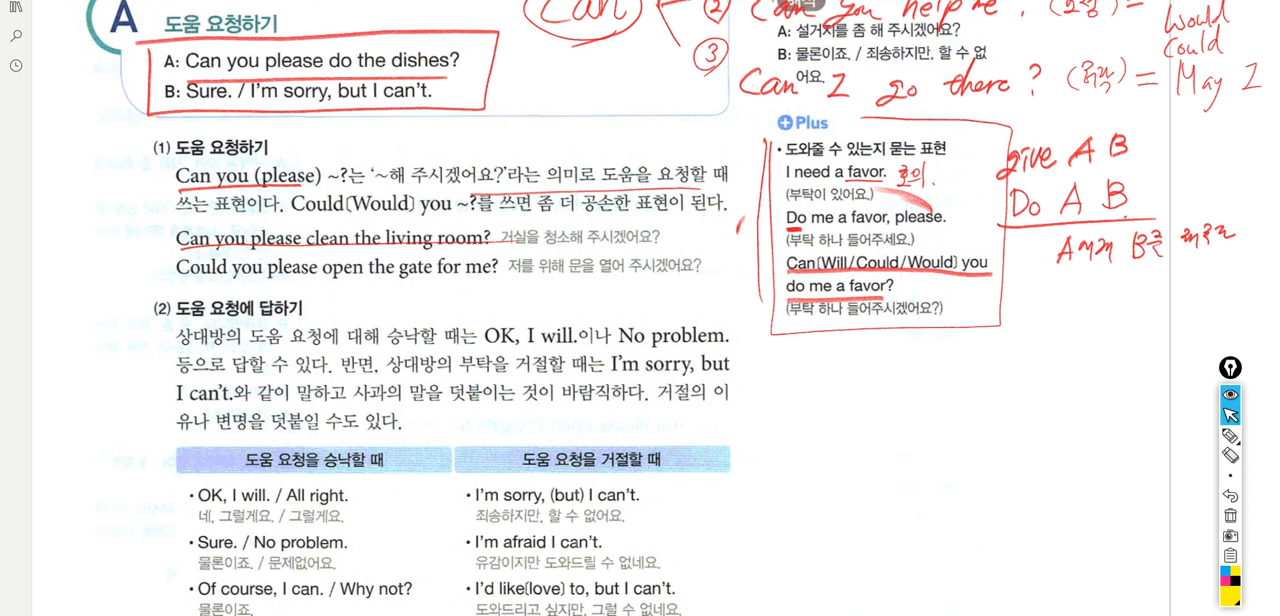 A 도움 요청하기
A: Can you please do the dishes?
B: Sure. / I'm sorry, but I can't.
Can
② Can you help me? (요청) =
Would
Could
③ Can I go there? (허락) = May I
A: 설거지를 좀 해 주시겠어요?
B: 물론이죠. / 죄송하지만, 할 수 없
어요.
(1) 도움 요청하기
Can you (please) ~?는 '~해 주시겠어요?'라는 의미로 도움을 요청할 때
쓰는 표현이다. Could(Would) you ~?를 쓰면 좀 더 공손한 표현이 된다.
Can you please clean the living room? 거실을 청소해 주시겠어요?
Could you please open the gate for me? 저를 위해 문을 열어 주시겠어요?
(2) 도움 요청에 답하기
상대방의 도움 요청에 대해 승낙할 때는 OK, I will.이나 No problem.
등으로 답할 수 있다. 반면, 상대방의 부탁을 거절할 때는 I'm sorry, but
I can't.와 같이 말하고 사과의 말을 덧붙이는 것이 바람직하다. 거절의 이
유나 변명을 덧붙일 수도 있다.
도움 요청을 승낙할 때
도움 요청을 거절할 때
• OK, I will. / All right.
네, 그럴게요. / 그럴게요.
• Sure. / No problem.
물론이죠. / 문제없어요.
• Of course, I can. / Why not?
물론이죠.
• I'm sorry, (but) I can't.
죄송하지만, 할 수 없어요.
• I'm afraid I can't.
유감이지만 도와드릴 수 없네요.
• I'd like(love) to, but I can't.
도와드리고 싶지만, 그럴 수 없네요.
Plus
• 도와줄 수 있는지 묻는 표현
I need a favor. 호의.
(부탁이 있어요.)
Do me a favor, please.
(부탁 하나 들어주세요.)
Can(Will/Could/Would) you
do me a favor?
(부탁 하나 들어주시겠어요?)
give A B
Do A B
A에게 B를